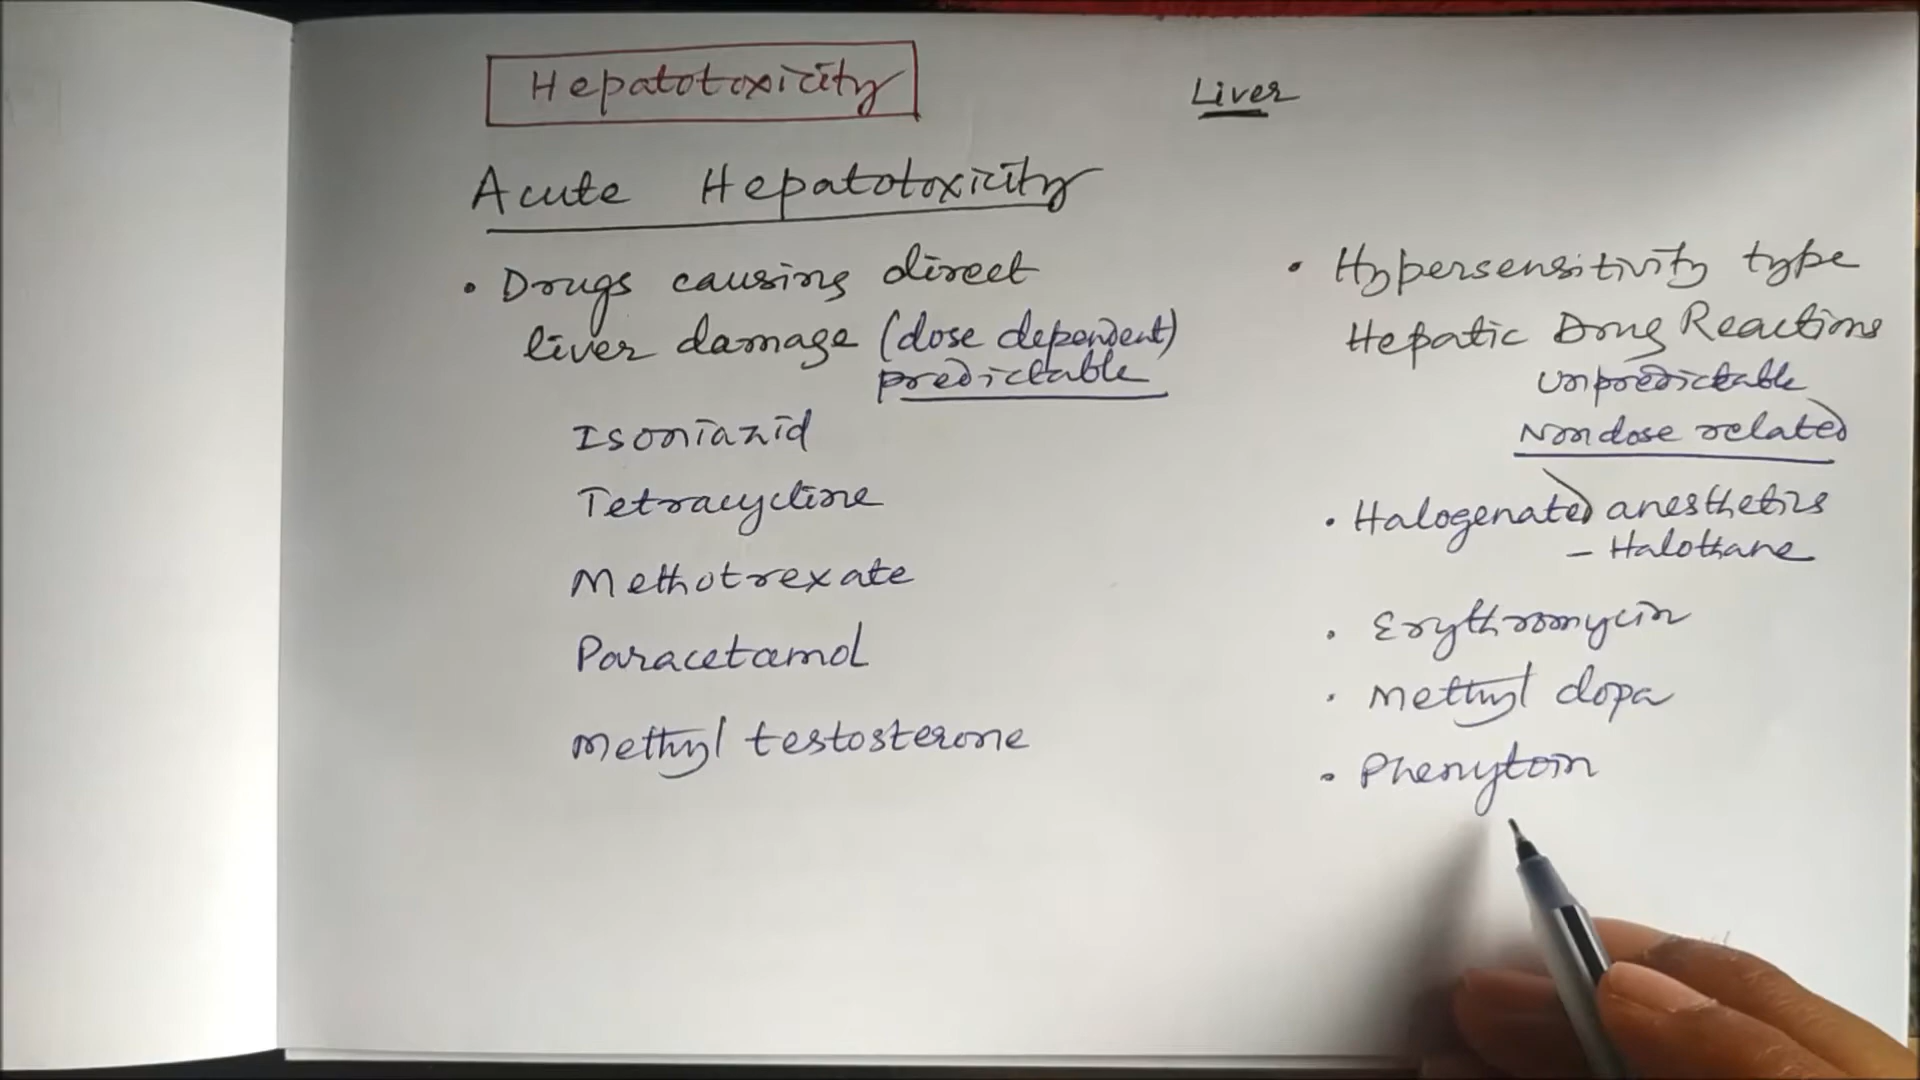 Hepatotoxicity
Liver
Acute Hepatotoxicity
• Drugs causing direct
liver damage (dose dependent)
predictable
Isoniazid
Tetracycline
Methotrexate
Paracetamol
Methyl testosterone
• Hypersensitivity type
Hepatic Drug Reactions
Unpredictable
Non dose related
• Halogenated anesthetics
– Halothane
• Erythromycin
• Methyl dopa
• Phenytoin